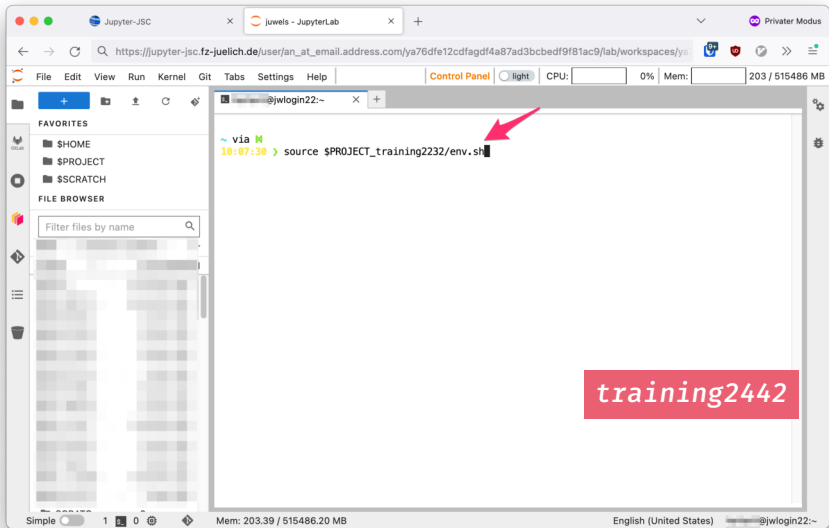 Jupyter-JSC
juwels - JupyterLab
Privater Modus
https://jupyter-jsc.fz-juelich.de/user/an_at_email.address.com/ya76dfe12cdfagdf4a87ad3bcbedf9f81ac9/lab/workspaces/ya
9+
File Edit View Run Kernel Git Tabs Settings Help
Control Panel light CPU: 0% Mem: 203 / 515486 MB
@jwlogin22:~
FAVORITES
$HOME
$PROJECT
$SCRATCH
FILE BROWSER
Filter files by name
~ via
10:07:30 ❯ source $PROJECT_training2232/env.sh
training2442
Simple 1 0 Mem: 203.39 / 515486.20 MB English (United States) @jwlogin22:~